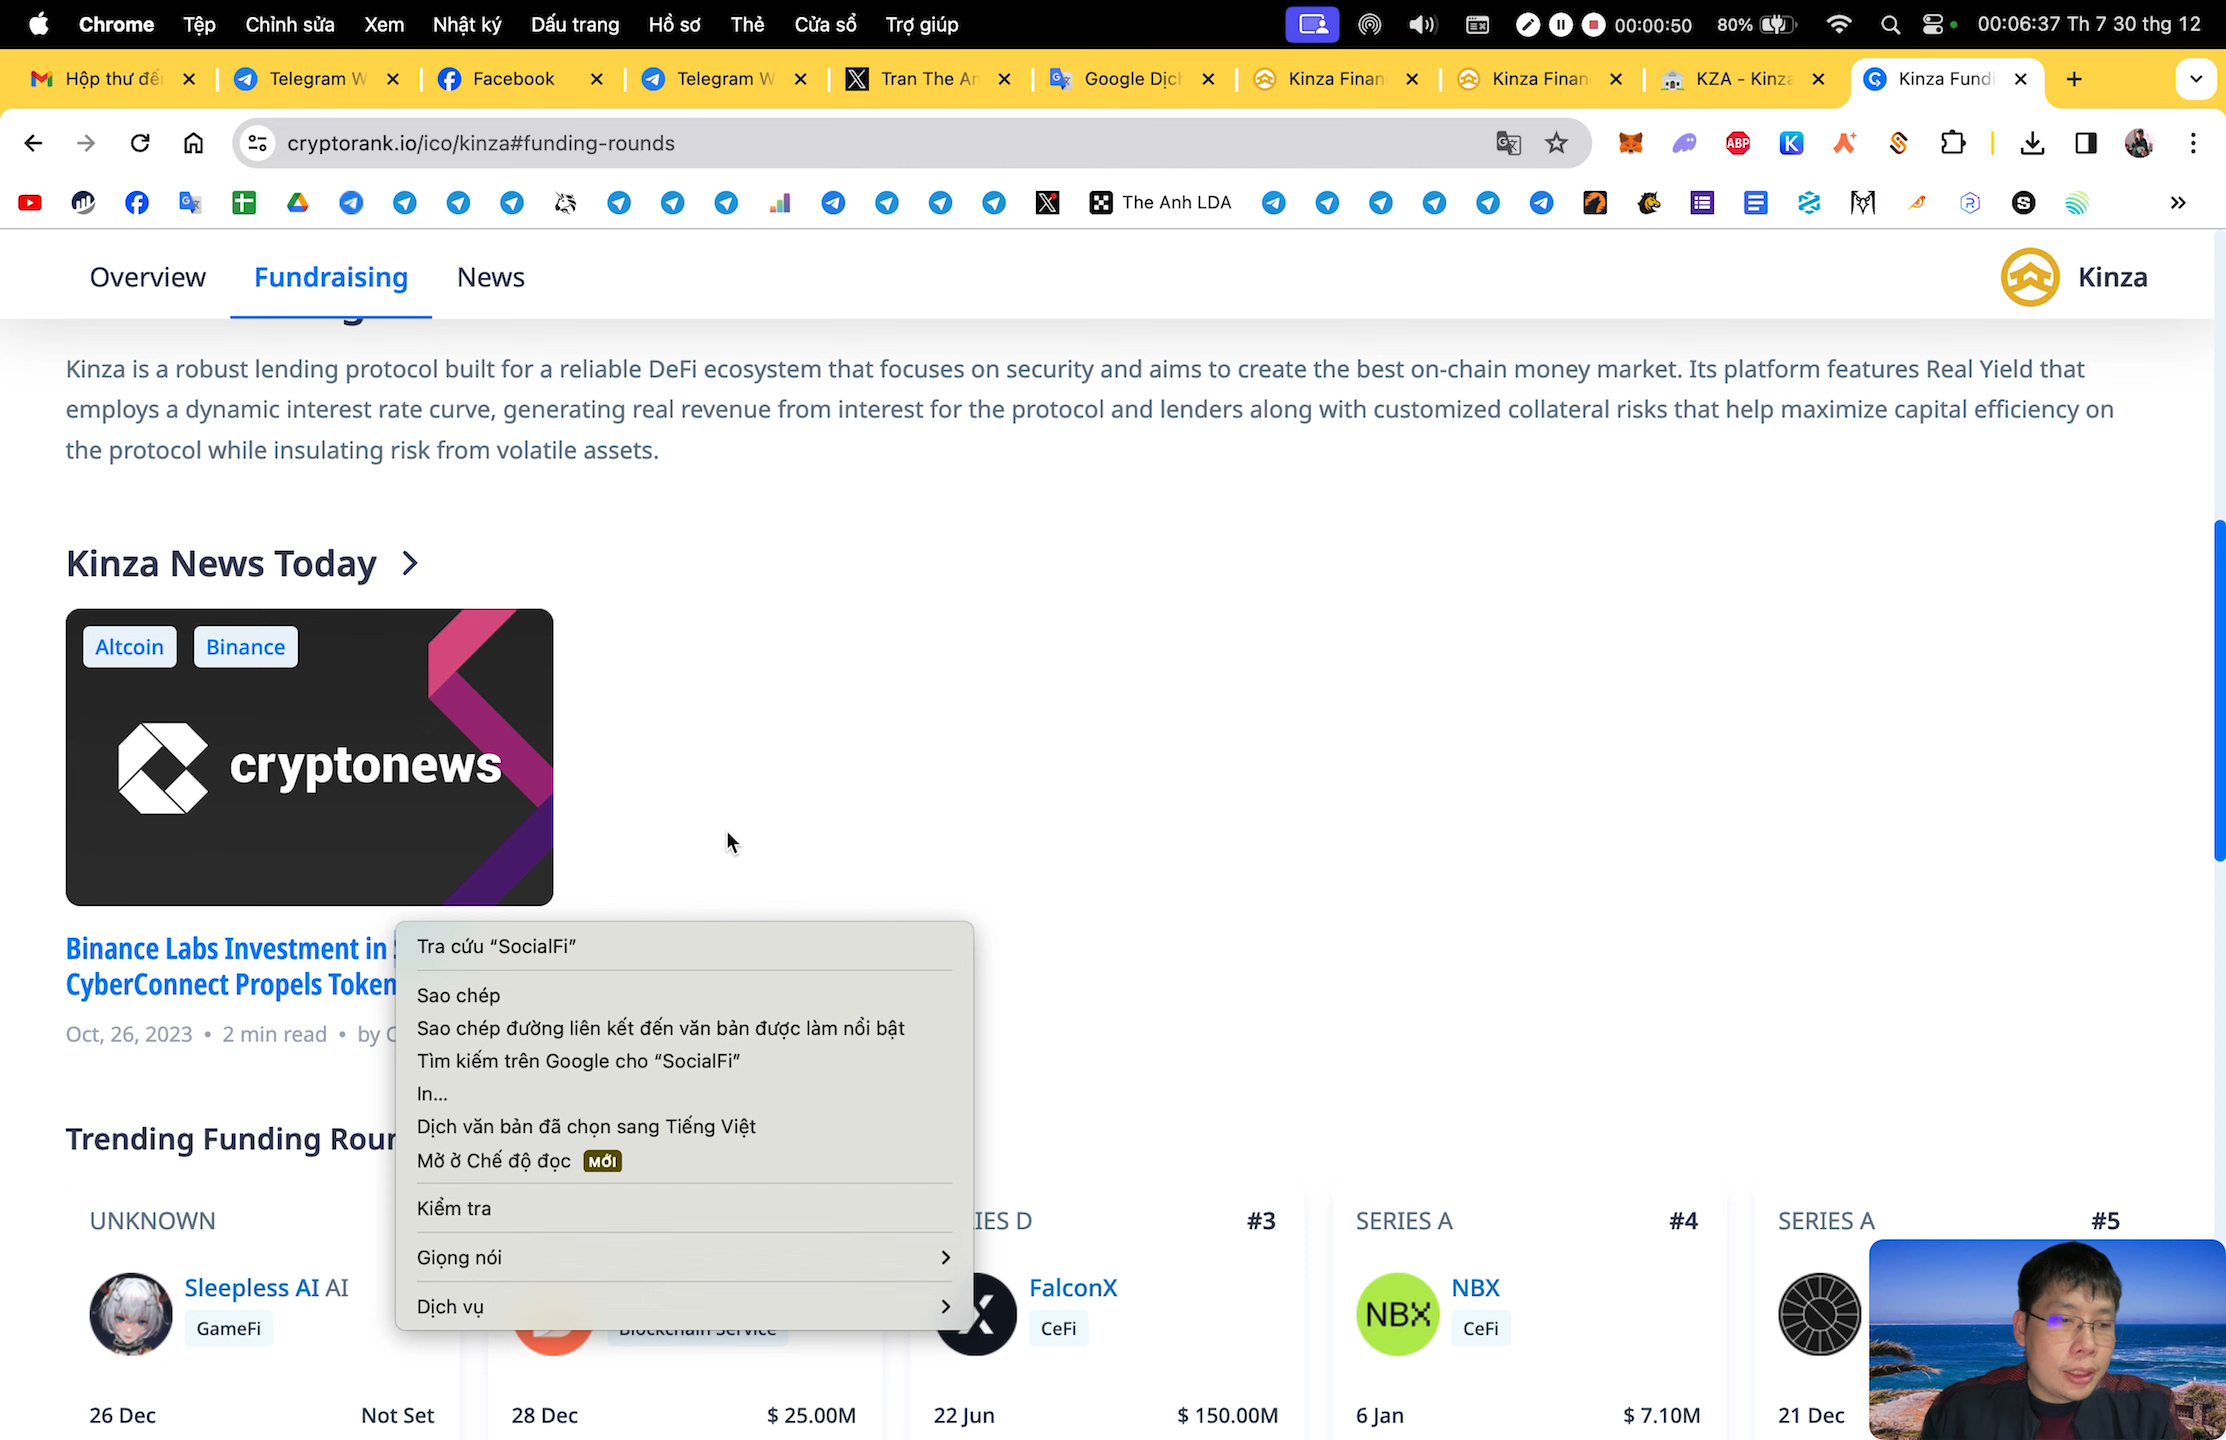 Chrome Tệp Chỉnh sửa Xem Nhật ký Dấu trang Hồ sơ Thẻ Cửa sổ Trợ giúp 00:00:50 80% 00:06:37 Th 7 30 thg 12
Hộp thư đế Telegram W Facebook Telegram W Tran The An Google Dịc Kinza Finan Kinza Finan KZA - Kinza Kinza Fundi
cryptorank.io/ico/kinza#funding-rounds ABP
The Anh LDA
Overview Fundraising News Kinza
Kinza is a robust lending protocol built for a reliable DeFi ecosystem that focuses on security and aims to create the best on-chain money market. Its platform features Real Yield that
employs a dynamic interest rate curve, generating real revenue from interest for the protocol and lenders along with customized collateral risks that help maximize capital efficiency on
the protocol while insulating risk from volatile assets.
Kinza News Today
Altcoin Binance
cryptonews
Binance Labs Investment in
CyberConnect Propels Token
Oct, 26, 2023 • 2 min read • by C
Tra cứu “SocialFi”
Sao chép
Sao chép đường liên kết đến văn bản được làm nổi bật
Tìm kiếm trên Google cho “SocialFi”
In...
Dịch văn bản đã chọn sang Tiếng Việt
Mở ở Chế độ đọc MỚI
Kiểm tra
Giọng nói
Dịch vụ
Trending Funding Roun
UNKNOWN
Sleepless AI AI
GameFi
26 Dec Not Set
Blockchain Service
28 Dec $ 25.00M
IES D #3
FalconX
CeFi
22 Jun $ 150.00M
SERIES A #4
NBX
NBX
CeFi
6 Jan $ 7.10M
SERIES A #5
21 Dec